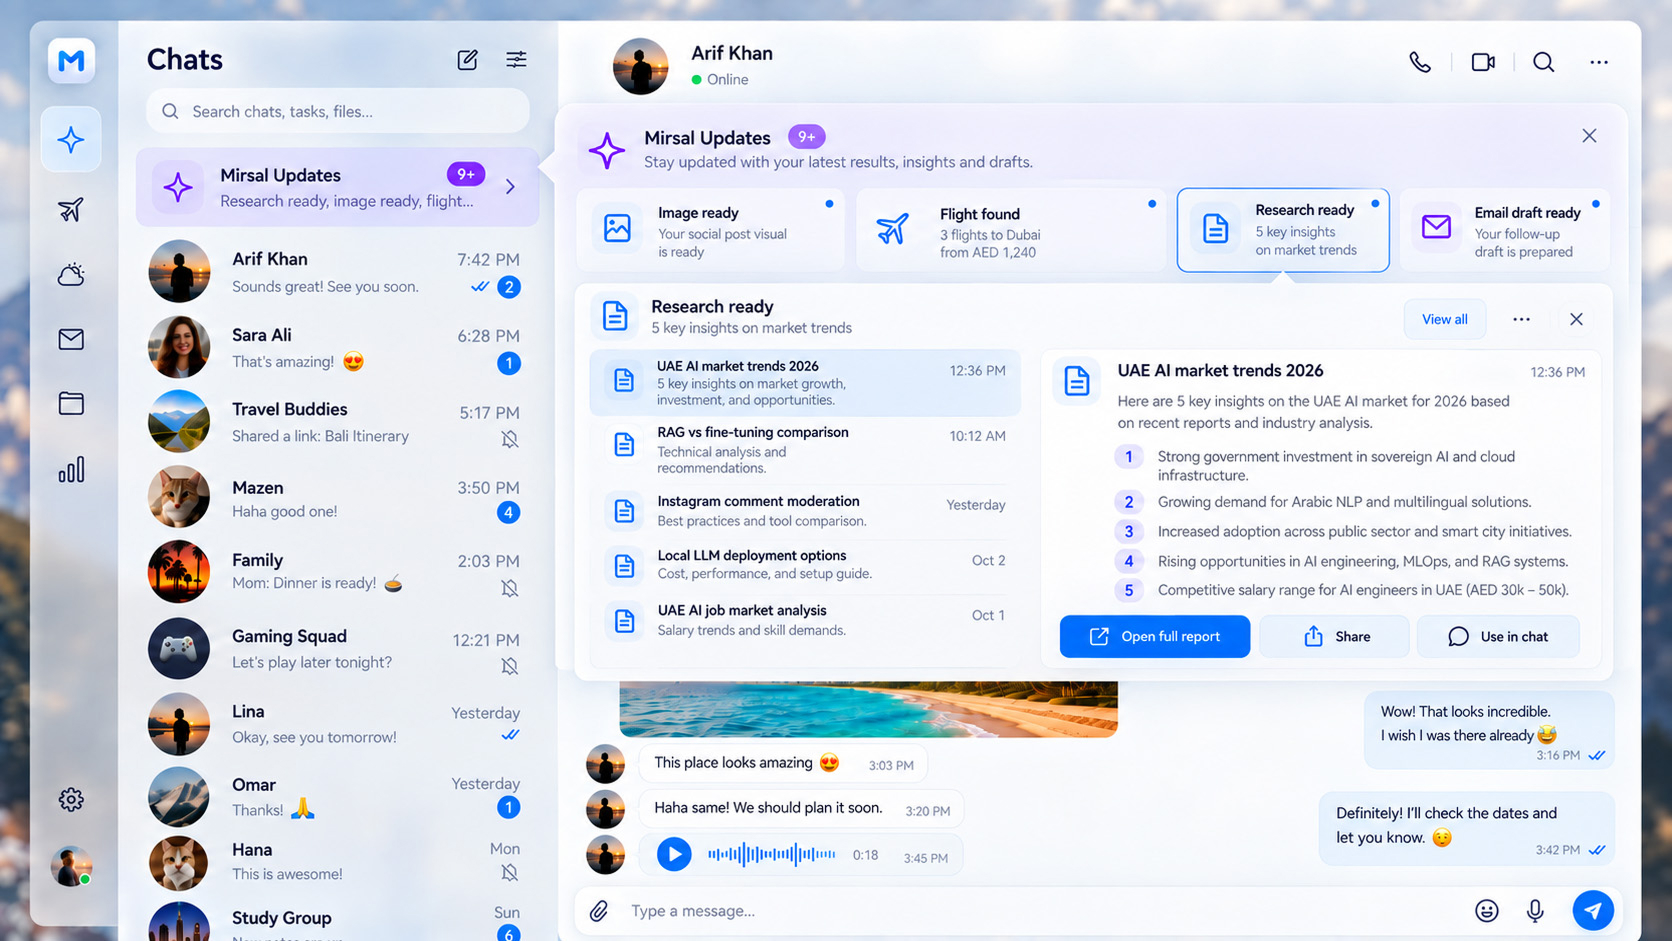 M
Chats
Search chats, tasks, files...
Mirsal Updates
9+
Research ready, image ready, flight...
Arif Khan
7:42 PM
Sounds great! See you soon.
2
Sara Ali
6:28 PM
That's amazing! 😍
1
Travel Buddies
5:17 PM
Shared a link: Bali Itinerary
Mazen
3:50 PM
Haha good one!
4
Family
2:03 PM
Mom: Dinner is ready! 🍲
Gaming Squad
12:21 PM
Let's play later tonight?
Lina
Yesterday
Okay, see you tomorrow!
Omar
Yesterday
Thanks! 🙏
1
Hana
Mon
This is awesome!
Study Group
Sun
6
Arif Khan
Online
Mirsal Updates
9+
Stay updated with your latest results, insights and drafts.
Image ready
Your social post visual
is ready
Flight found
3 flights to Dubai
from AED 1,240
Research ready
5 key insights
on market trends
Email draft ready
Your follow-up
draft is prepared
Research ready
5 key insights on market trends
View all
UAE AI market trends 2026
12:36 PM
5 key insights on market growth,
investment, and opportunities.
RAG vs fine-tuning comparison
10:12 AM
Technical analysis and
recommendations.
Instagram comment moderation
Yesterday
Best practices and tool comparison.
Local LLM deployment options
Oct 2
Cost, performance, and setup guide.
UAE AI job market analysis
Oct 1
Salary trends and skill demands.
UAE AI market trends 2026
12:36 PM
Here are 5 key insights on the UAE AI market for 2026 based
on recent reports and industry analysis.
1 Strong government investment in sovereign AI and cloud
infrastructure.
2 Growing demand for Arabic NLP and multilingual solutions.
3 Increased adoption across public sector and smart city initiatives.
4 Rising opportunities in AI engineering, MLOps, and RAG systems.
5 Competitive salary range for AI engineers in UAE (AED 30k – 50k).
Open full report
Share
Use in chat
Wow! That looks incredible.
I wish I was there already 😅
3:16 PM
This place looks amazing 😍 3:03 PM
Haha same! We should plan it soon. 3:20 PM
Definitely! I'll check the dates and
let you know. 😌
3:42 PM
0:18 3:45 PM
Type a message...